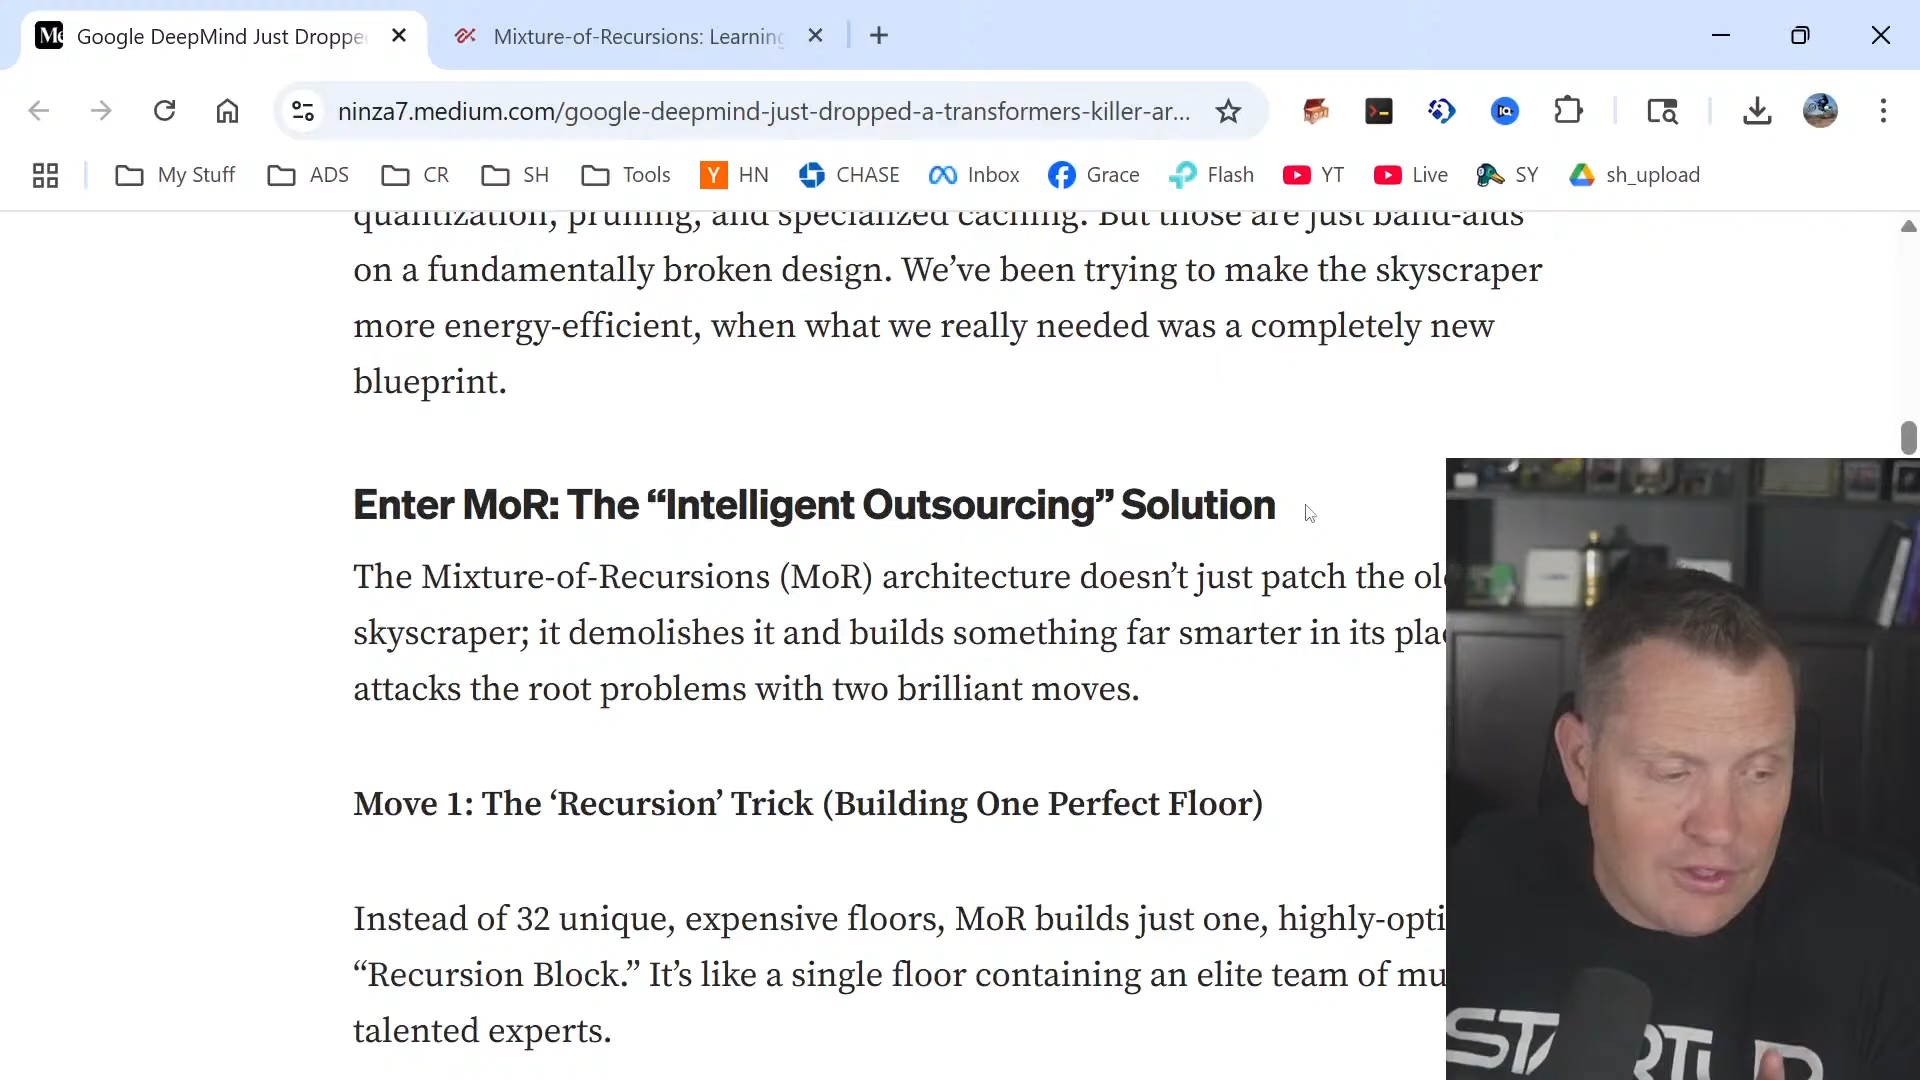 Google DeepMind Just Droppe
Mixture-of-Recursions: Learning
ninza7.medium.com/google-deepmind-just-dropped-a-transformers-killer-ar...
My Stuff ADS CR SH Tools HN CHASE Inbox Grace Flash YT Live SY sh_upload
quantization, pruning, and specialized caching. But those are just band-aids
on a fundamentally broken design. We’ve been trying to make the skyscraper
more energy-efficient, when what we really needed was a completely new
blueprint.
Enter MoR: The “Intelligent Outsourcing” Solution
The Mixture-of-Recursions (MoR) architecture doesn’t just patch the ol
skyscraper; it demolishes it and builds something far smarter in its pla
attacks the root problems with two brilliant moves.
Move 1: The ‘Recursion’ Trick (Building One Perfect Floor)
Instead of 32 unique, expensive floors, MoR builds just one, highly-opti
“Recursion Block.” It’s like a single floor containing an elite team of mu
talented experts.